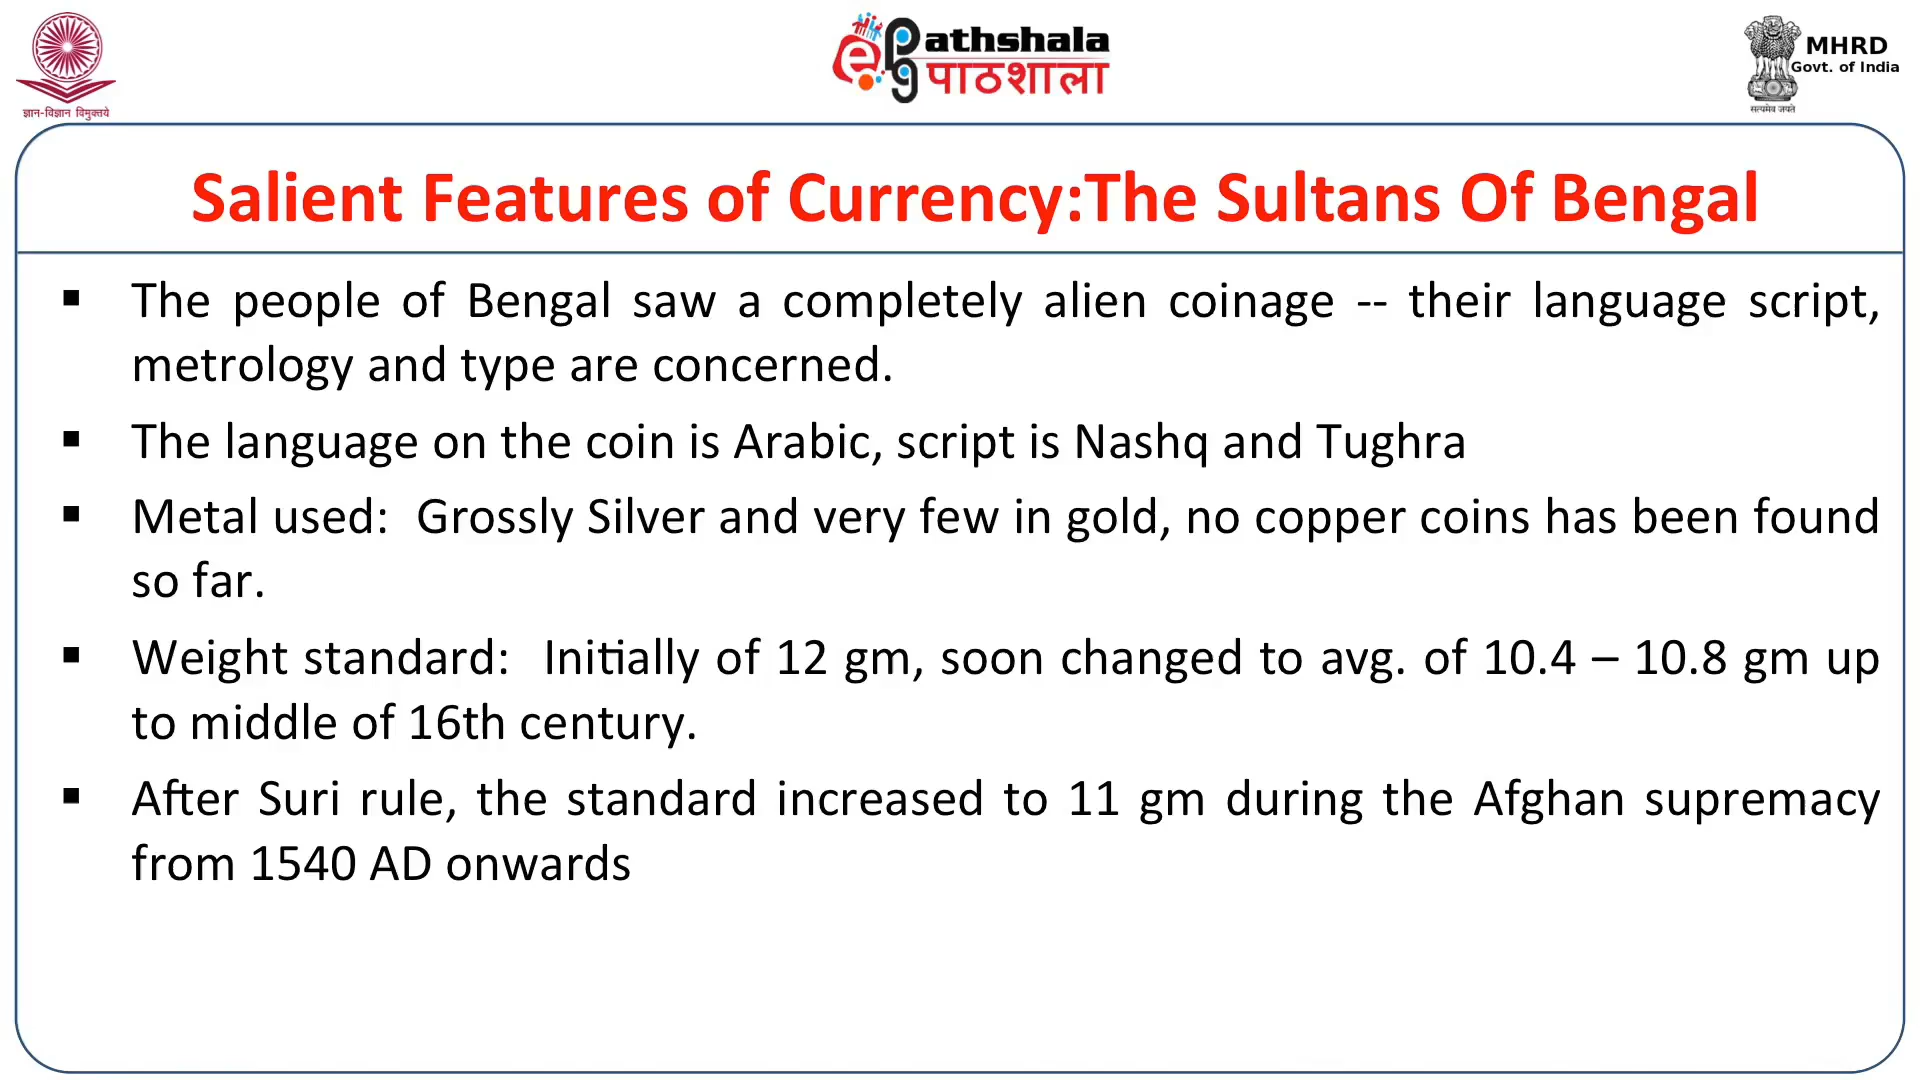 ज्ञान-विज्ञान विमुक्तये
ePathshala
पाठशाला
MHRD
Govt. of India
सत्यमेव जयते
Salient Features of Currency:The Sultans Of Bengal
▪ The people of Bengal saw a completely alien coinage -- their language script,
metrology and type are concerned.
▪ The language on the coin is Arabic, script is Nashq and Tughra
▪ Metal used:  Grossly Silver and very few in gold, no copper coins has been found
so far.
▪ Weight standard:  Initially of 12 gm, soon changed to avg. of 10.4 – 10.8 gm up
to middle of 16th century.
▪ After Suri rule, the standard increased to 11 gm during the Afghan supremacy
from 1540 AD onwards